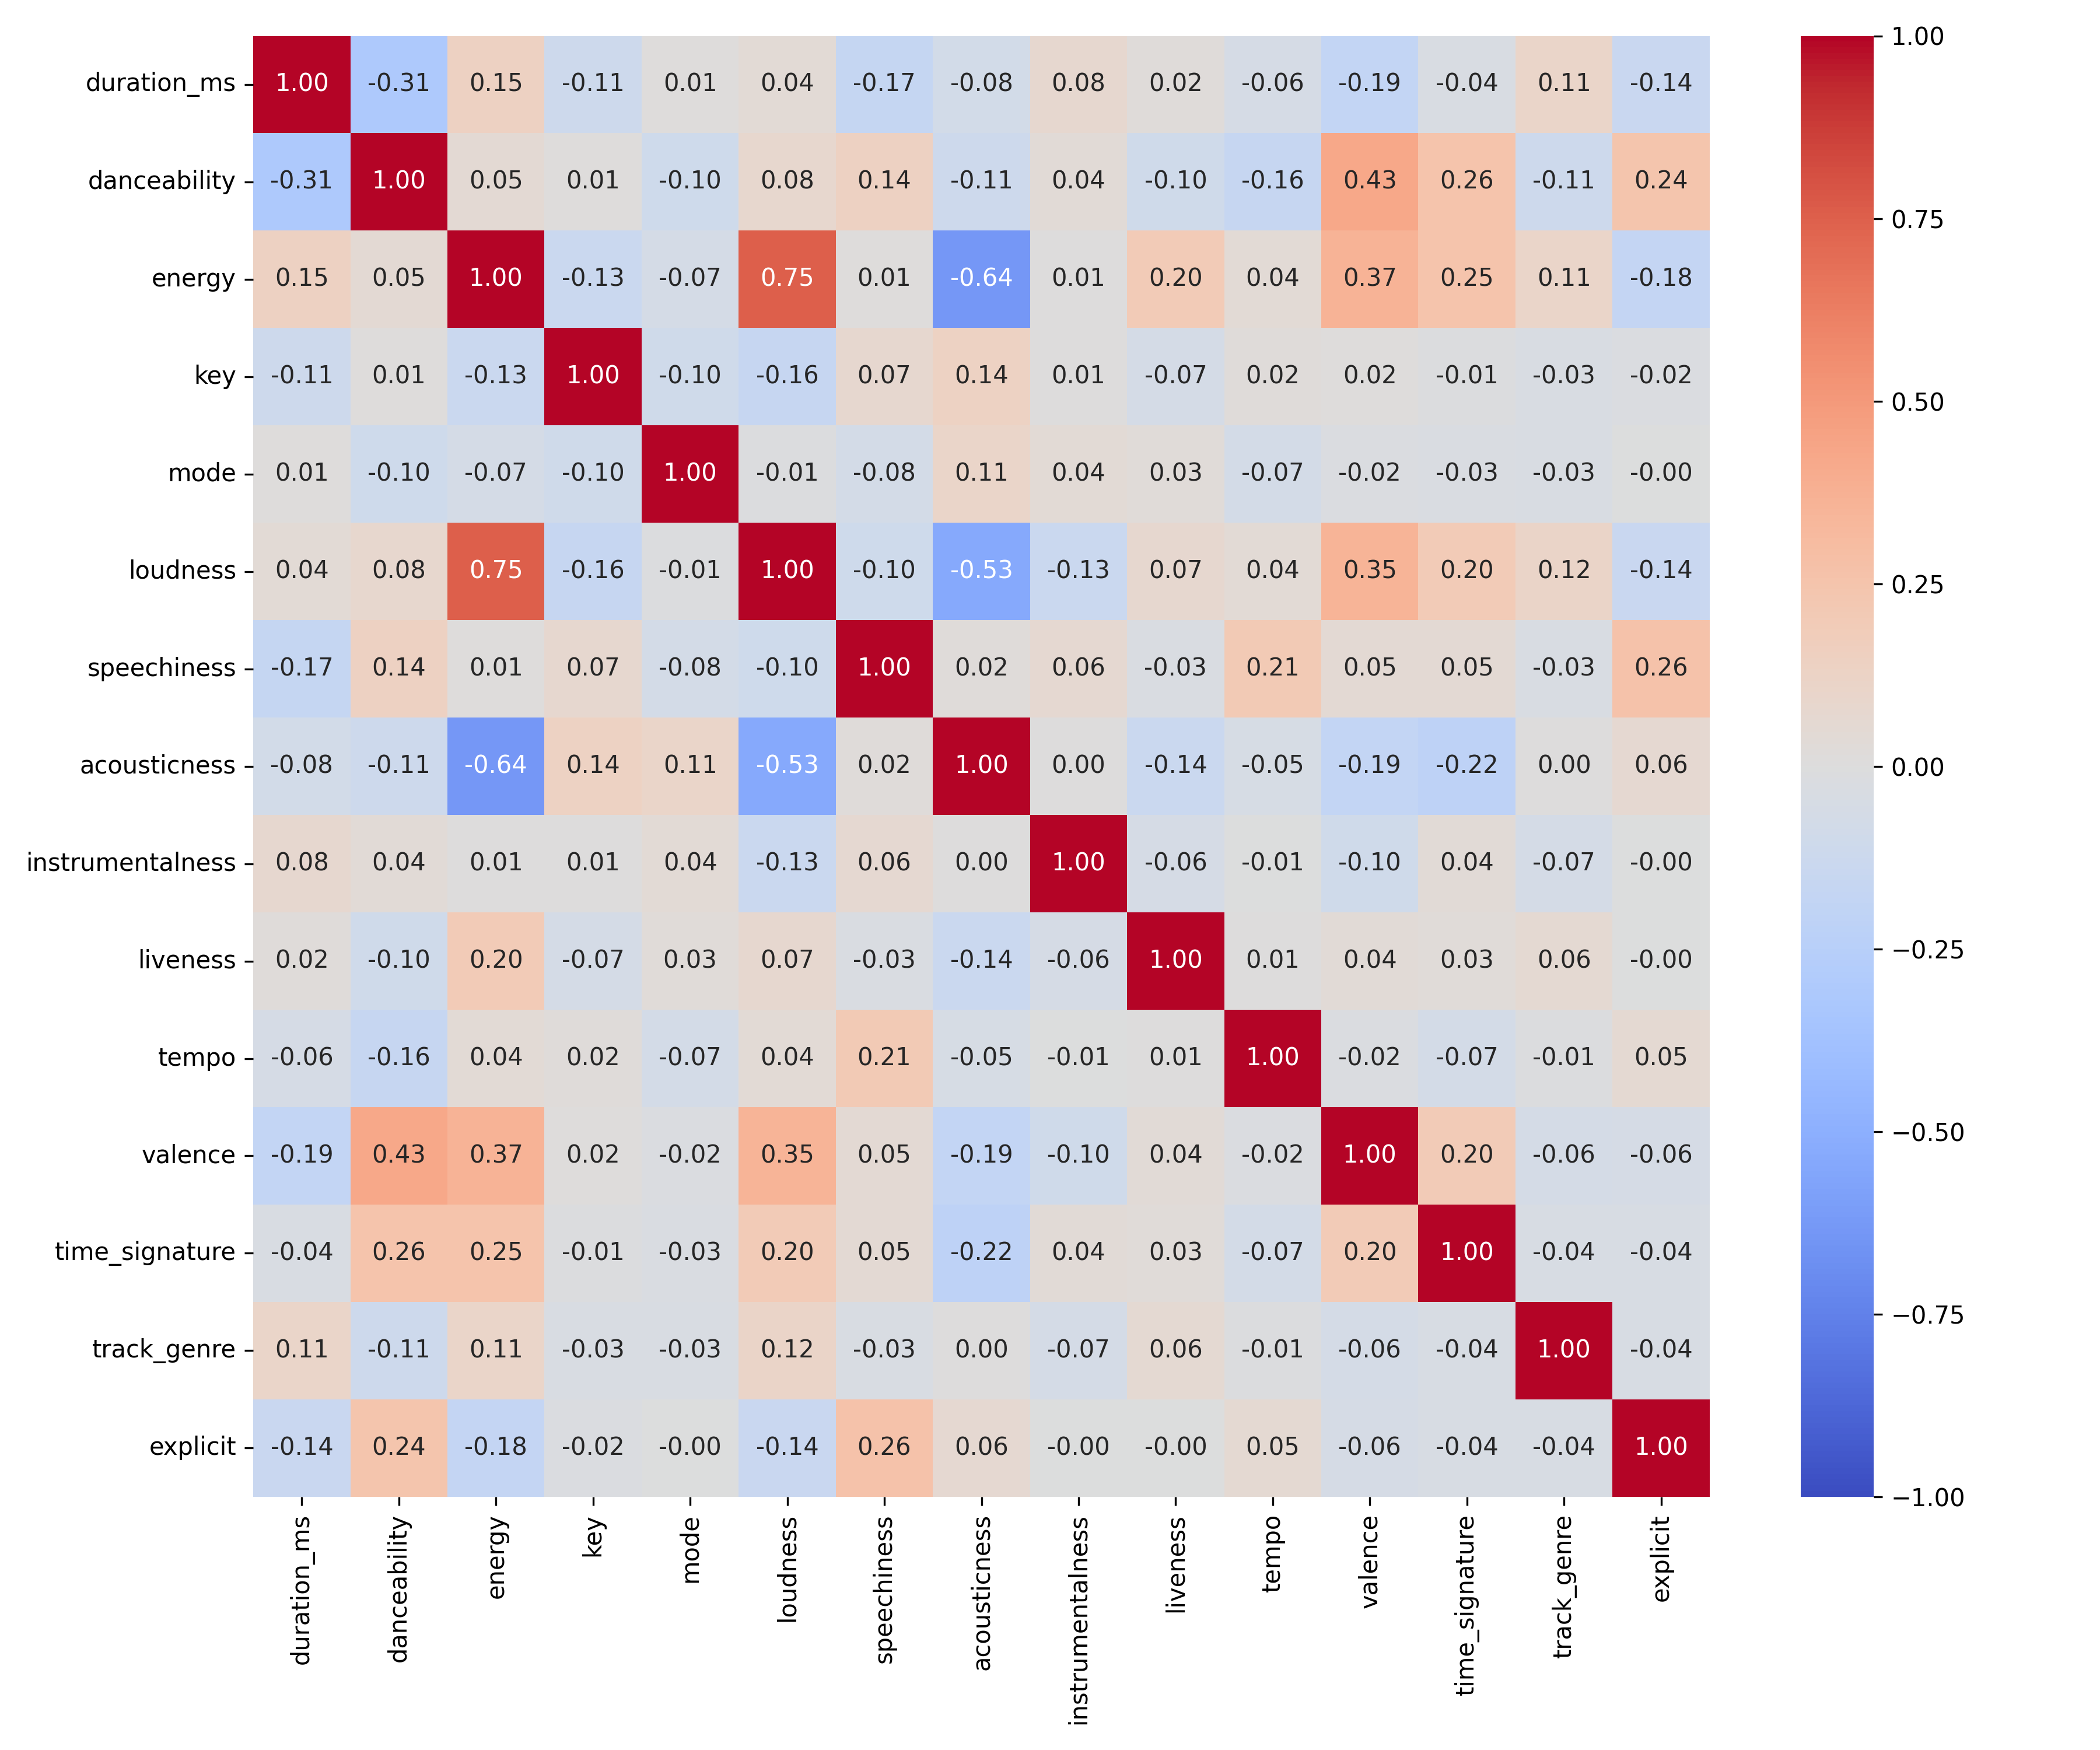 duration_ms 1.00 -0.31 0.15 -0.11 0.01 0.04 -0.17 -0.08 0.08 0.02 -0.06 -0.19 -0.04 0.11 -0.14
danceability -0.31 1.00 0.05 0.01 -0.10 0.08 0.14 -0.11 0.04 -0.10 -0.16 0.43 0.26 -0.11 0.24
energy 0.15 0.05 1.00 -0.13 -0.07 0.75 0.01 -0.64 0.01 0.20 0.04 0.37 0.25 0.11 -0.18
key -0.11 0.01 -0.13 1.00 -0.10 -0.16 0.07 0.14 0.01 -0.07 0.02 0.02 -0.01 -0.03 -0.02
mode 0.01 -0.10 -0.07 -0.10 1.00 -0.01 -0.08 0.11 0.04 0.03 -0.07 -0.02 -0.03 -0.03 -0.00
loudness 0.04 0.08 0.75 -0.16 -0.01 1.00 -0.10 -0.53 -0.13 0.07 0.04 0.35 0.20 0.12 -0.14
speechiness -0.17 0.14 0.01 0.07 -0.08 -0.10 1.00 0.02 0.06 -0.03 0.21 0.05 0.05 -0.03 0.26
acousticness -0.08 -0.11 -0.64 0.14 0.11 -0.53 0.02 1.00 0.00 -0.14 -0.05 -0.19 -0.22 0.00 0.06
instrumentalness 0.08 0.04 0.01 0.01 0.04 -0.13 0.06 0.00 1.00 -0.06 -0.01 -0.10 0.04 -0.07 -0.00
liveness 0.02 -0.10 0.20 -0.07 0.03 0.07 -0.03 -0.14 -0.06 1.00 0.01 0.04 0.03 0.06 -0.00
tempo -0.06 -0.16 0.04 0.02 -0.07 0.04 0.21 -0.05 -0.01 0.01 1.00 -0.02 -0.07 -0.01 0.05
valence -0.19 0.43 0.37 0.02 -0.02 0.35 0.05 -0.19 -0.10 0.04 -0.02 1.00 0.20 -0.06 -0.06
time_signature -0.04 0.26 0.25 -0.01 -0.03 0.20 0.05 -0.22 0.04 0.03 -0.07 0.20 1.00 -0.04 -0.04
track_genre 0.11 -0.11 0.11 -0.03 -0.03 0.12 -0.03 0.00 -0.07 0.06 -0.01 -0.06 -0.04 1.00 -0.04
explicit -0.14 0.24 -0.18 -0.02 -0.00 -0.14 0.26 0.06 -0.00 -0.00 0.05 -0.06 -0.04 -0.04 1.00
duration_ms
danceability
energy
key
mode
loudness
speechiness
acousticness
instrumentalness
liveness
tempo
valence
time_signature
track_genre
explicit
1.00
0.75
0.50
0.25
0.00
−0.25
−0.50
−0.75
−1.00